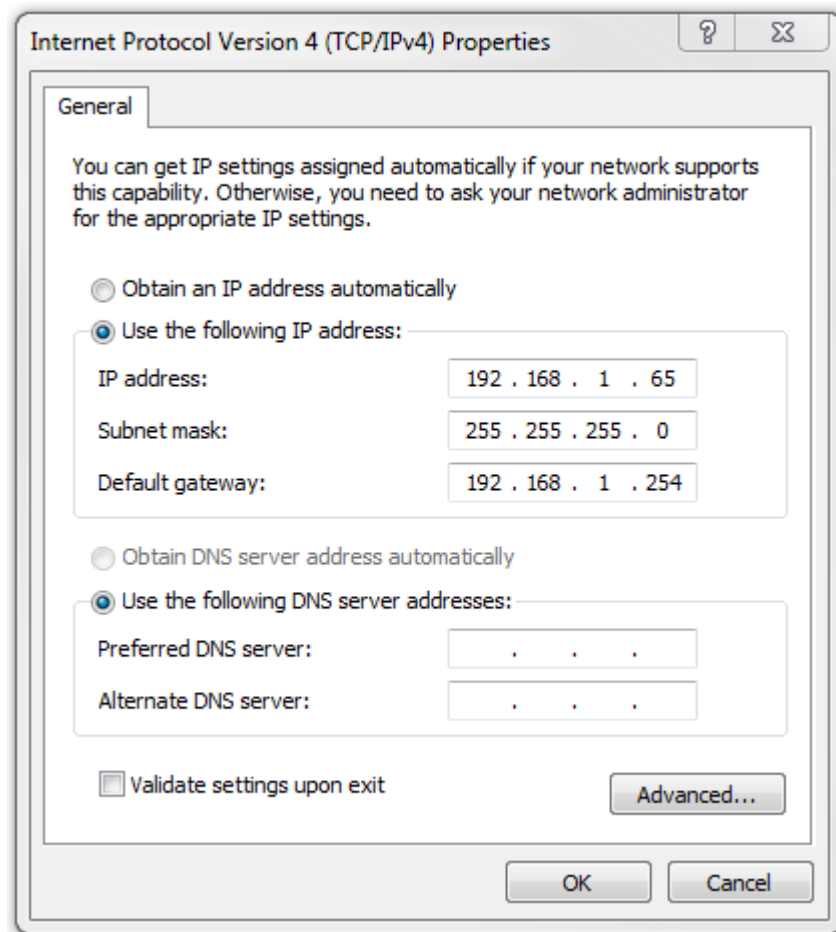 Internet Protocol Version 4 (TCP/IPv4) Properties
General
You can get IP settings assigned automatically if your network supports
this capability. Otherwise, you need to ask your network administrator
for the appropriate IP settings.
Obtain an IP address automatically
Use the following IP address:
IP address: 192 . 168 . 1 . 65
Subnet mask: 255 . 255 . 255 . 0
Default gateway: 192 . 168 . 1 . 254
Obtain DNS server address automatically
Use the following DNS server addresses:
Preferred DNS server: . . .
Alternate DNS server: . . .
Validate settings upon exit
Advanced...
OK Cancel